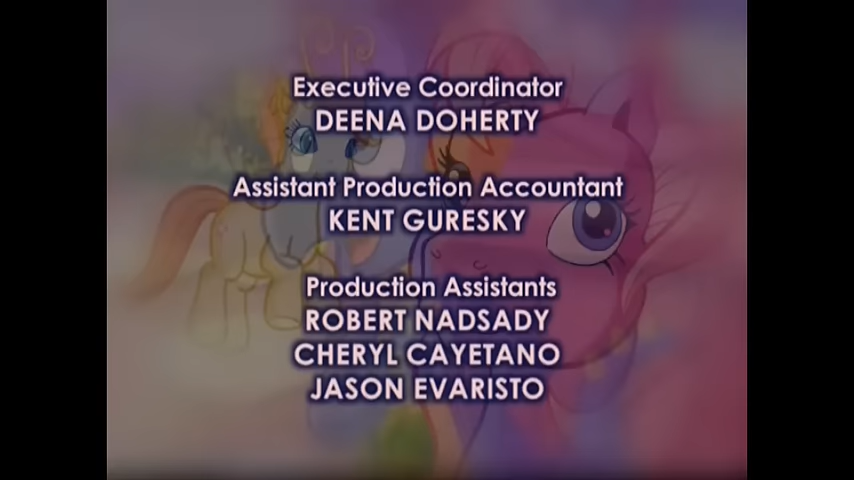 Executive Coordinator
DEENA DOHERTY
Assistant Production Accountant
KENT GURESKY
Production Assistants
ROBERT NADSADY
CHERYL CAYETANO
JASON EVARISTO